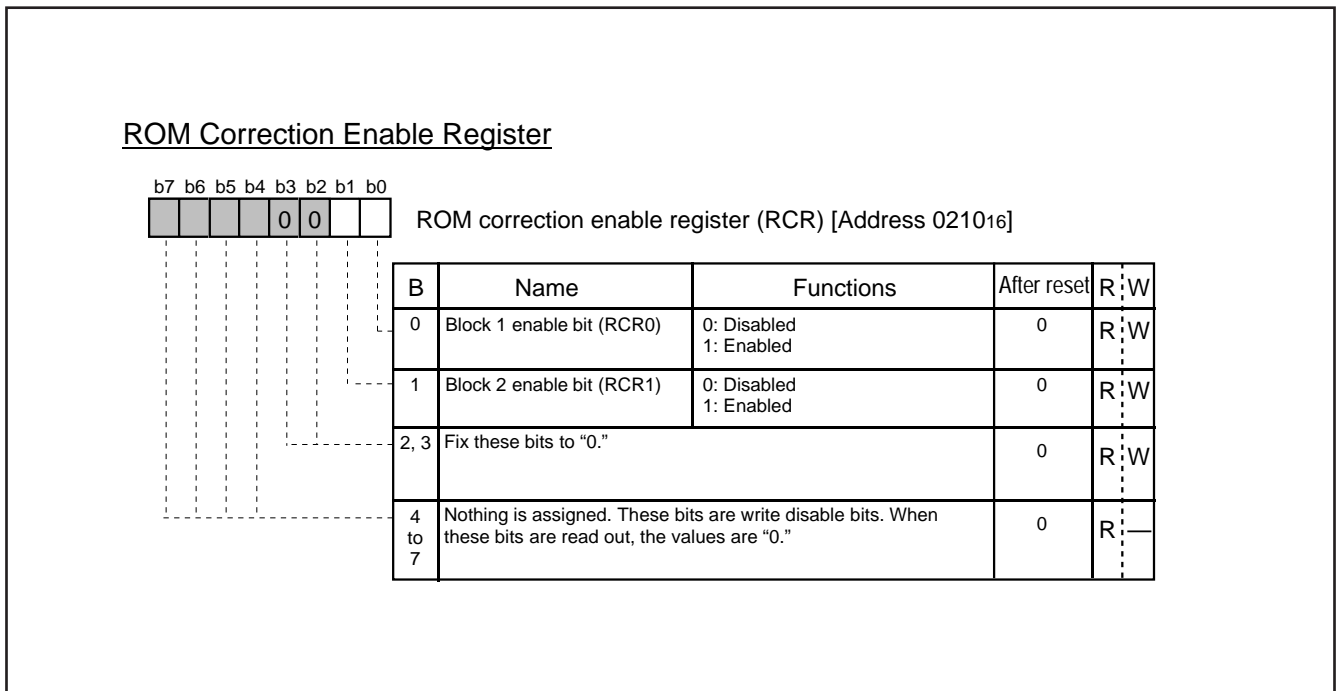 ROM Correction Enable Register
b7 b6 b5 b4 b3 b2 b1 b0
0 0
ROM correction enable register (RCR) [Address 021016]
B Name Functions After reset R W
0 Block 1 enable bit (RCR0) 0: Disabled 0 R W
1: Enabled
1 Block 2 enable bit (RCR1) 0: Disabled 0 R W
1: Enabled
2, 3 Fix these bits to “0.” 0 R W
4 Nothing is assigned. These bits are write disable bits. When 0 R —
to these bits are read out, the values are “0.”
7